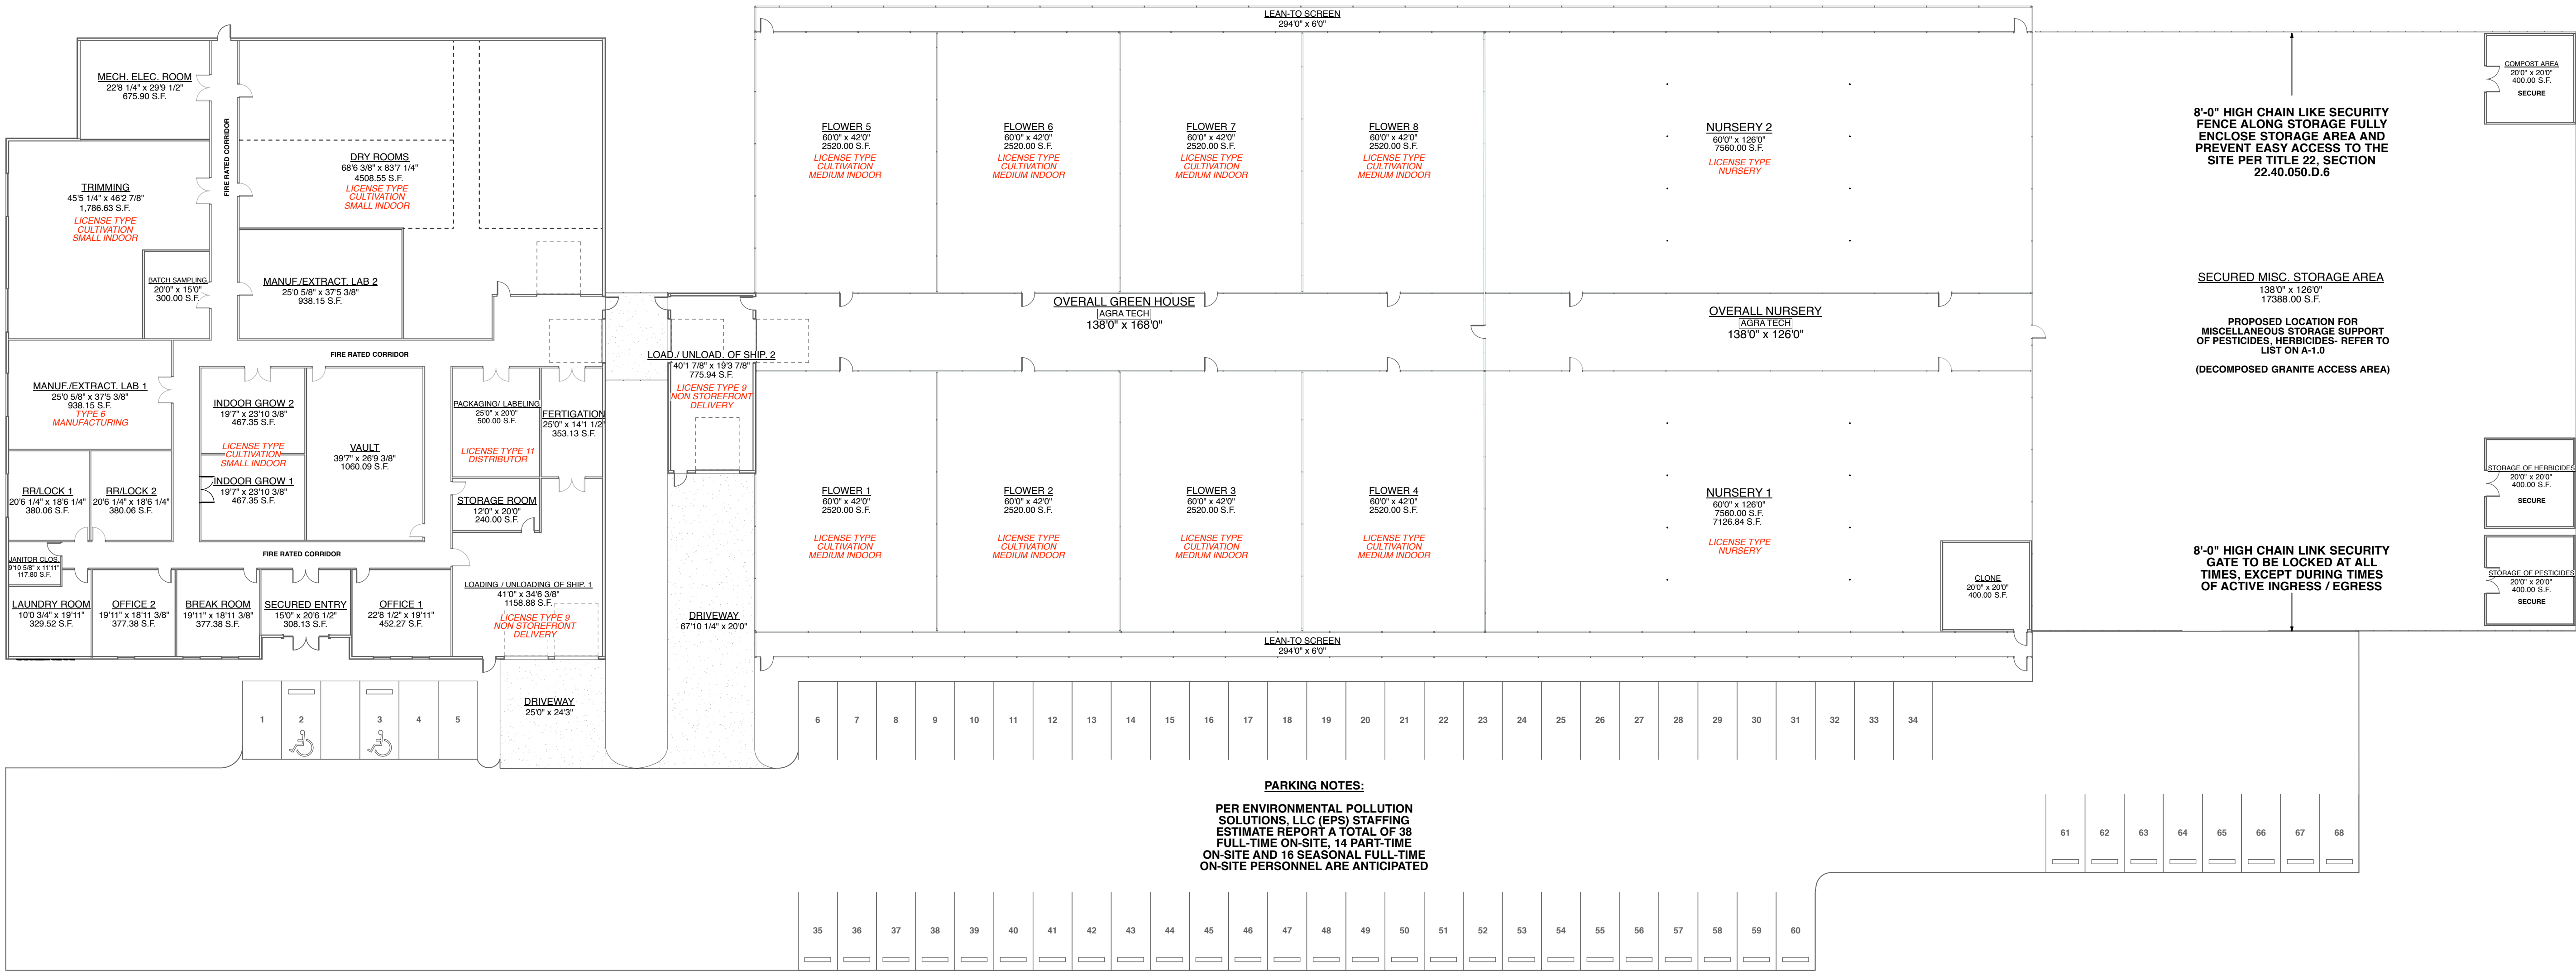 LEAN-TO SCREEN
294'0" x 6'0"
MECH. ELEC. ROOM
22'8 1/4" x 29'9 1/2"
675.90 S.F.
FIRE RATED CORRIDOR
DRY ROOMS
68'6 3/8" x 83'7 1/4"
4508.55 S.F.
LICENSE TYPE
CULTIVATION
SMALL INDOOR
TRIMMING
45'5 1/4" x 46'2 7/8"
1,786.63 S.F.
LICENSE TYPE
CULTIVATION
SMALL INDOOR
BATCH SAMPLING
20'0" x 15'0"
300.00 S.F.
MANUF./EXTRACT. LAB 2
25'0 5/8" x 37'5 3/8"
938.15 S.F.
FIRE RATED CORRIDOR
MANUF./EXTRACT. LAB 1
25'0 5/8" x 37'5 3/8"
938.15 S.F.
TYPE 6
MANUFACTURING
INDOOR GROW 2
19'7" x 23'10 3/8"
467.35 S.F.
LICENSE TYPE
CULTIVATION
SMALL INDOOR
INDOOR GROW 1
19'7" x 23'10 3/8"
467.35 S.F.
VAULT
39'7" x 26'9 3/8"
1060.09 S.F.
PACKAGING/ LABELING
25'0" x 20'0"
500.00 S.F.
LICENSE TYPE 11
DISTRIBUTOR
FERTIGATION
25'0" x 14'1 1/2"
353.13 S.F.
STORAGE ROOM
12'0" x 20'0"
240.00 S.F.
RR/LOCK 1
20'6 1/4" x 18'6 1/4"
380.06 S.F.
RR/LOCK 2
20'6 1/4" x 18'6 1/4"
380.06 S.F.
FIRE RATED CORRIDOR
JANITOR CLOS.
9'10 5/8" x 11'11"
117.80 S.F.
LAUNDRY ROOM
10'0 3/4" x 19'11"
329.52 S.F.
OFFICE 2
19'11" x 18'11 3/8"
377.38 S.F.
BREAK ROOM
19'11" x 18'11 3/8"
377.38 S.F.
SECURED ENTRY
15'0" x 20'6 1/2"
308.13 S.F.
OFFICE 1
22'8 1/2" x 19'11"
452.27 S.F.
LOADING / UNLOADING OF SHIP. 1
41'0" x 34'6 3/8"
1158.88 S.F.
LICENSE TYPE 9
NON STOREFRONT
DELIVERY
LOAD./ UNLOAD. OF SHIP. 2
40'1 7/8" x 19'3 7/8"
775.94 S.F.
LICENSE TYPE 9
NON STOREFRONT
DELIVERY
DRIVEWAY
67'10 1/4" x 20'0"
DRIVEWAY
25'0" x 24'3"
FLOWER 5
60'0" x 42'0"
2520.00 S.F.
LICENSE TYPE
CULTIVATION
MEDIUM INDOOR
FLOWER 6
60'0" x 42'0"
2520.00 S.F.
LICENSE TYPE
CULTIVATION
MEDIUM INDOOR
FLOWER 7
60'0" x 42'0"
2520.00 S.F.
LICENSE TYPE
CULTIVATION
MEDIUM INDOOR
FLOWER 8
60'0" x 42'0"
2520.00 S.F.
LICENSE TYPE
CULTIVATION
MEDIUM INDOOR
NURSERY 2
60'0" x 126'0"
7560.00 S.F.
LICENSE TYPE
NURSERY
OVERALL GREEN HOUSE
AGRA TECH
138'0" x 168'0"
OVERALL NURSERY
AGRA TECH
138'0" x 126'0"
FLOWER 1
60'0" x 42'0"
2520.00 S.F.
LICENSE TYPE
CULTIVATION
MEDIUM INDOOR
FLOWER 2
60'0" x 42'0"
2520.00 S.F.
LICENSE TYPE
CULTIVATION
MEDIUM INDOOR
FLOWER 3
60'0" x 42'0"
2520.00 S.F.
LICENSE TYPE
CULTIVATION
MEDIUM INDOOR
FLOWER 4
60'0" x 42'0"
2520.00 S.F.
LICENSE TYPE
CULTIVATION
MEDIUM INDOOR
NURSERY 1
60'0" x 126'0"
7560.00 S.F.
7126.84 S.F.
LICENSE TYPE
NURSERY
CLONE
20'0" x 20'0"
400.00 S.F.
LEAN-TO SCREEN
294'0" x 6'0"
8'-0" HIGH CHAIN LIKE SECURITY
FENCE ALONG STORAGE FULLY
ENCLOSE STORAGE AREA AND
PREVENT EASY ACCESS TO THE
SITE PER TITLE 22, SECTION
22.40.050.D.6
COMPOST AREA
20'0" x 20'0"
400.00 S.F.
SECURE
SECURED MISC. STORAGE AREA
138'0" x 126'0"
17388.00 S.F.
PROPOSED LOCATION FOR
MISCELLANEOUS STORAGE SUPPORT
OF PESTICIDES, HERBICIDES- REFER TO
LIST ON A-1.0
(DECOMPOSED GRANITE ACCESS AREA)
STORAGE OF HERBICIDES
20'0" x 20'0"
400.00 S.F.
SECURE
8'-0" HIGH CHAIN LINK SECURITY
GATE TO BE LOCKED AT ALL
TIMES, EXCEPT DURING TIMES
OF ACTIVE INGRESS / EGRESS
STORAGE OF PESTICIDES
20'0" x 20'0"
400.00 S.F.
SECURE
1 2 3 4 5
6 7 8 9 10 11 12 13 14 15 16 17 18 19 20 21 22 23 24 25 26 27 28 29 30 31 32 33 34
PARKING NOTES:
PER ENVIRONMENTAL POLLUTION
SOLUTIONS, LLC (EPS) STAFFING
ESTIMATE REPORT A TOTAL OF 38
FULL-TIME ON-SITE, 14 PART-TIME
ON-SITE AND 16 SEASONAL FULL-TIME
ON-SITE PERSONNEL ARE ANTICIPATED
61 62 63 64 65 66 67 68
35 36 37 38 39 40 41 42 43 44 45 46 47 48 49 50 51 52 53 54 55 56 57 58 59 60